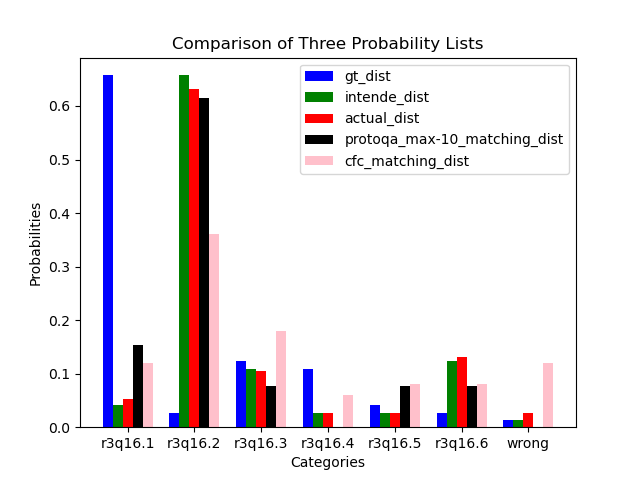 Comparison of Three Probability Lists
gt_dist
intende_dist
actual_dist
protoqa_max-10_matching_dist
cfc_matching_dist
Probabilities
0.6
0.5
0.4
0.3
0.2
0.1
0.0
r3q16.1 r3q16.2 r3q16.3 r3q16.4 r3q16.5 r3q16.6 wrong
Categories